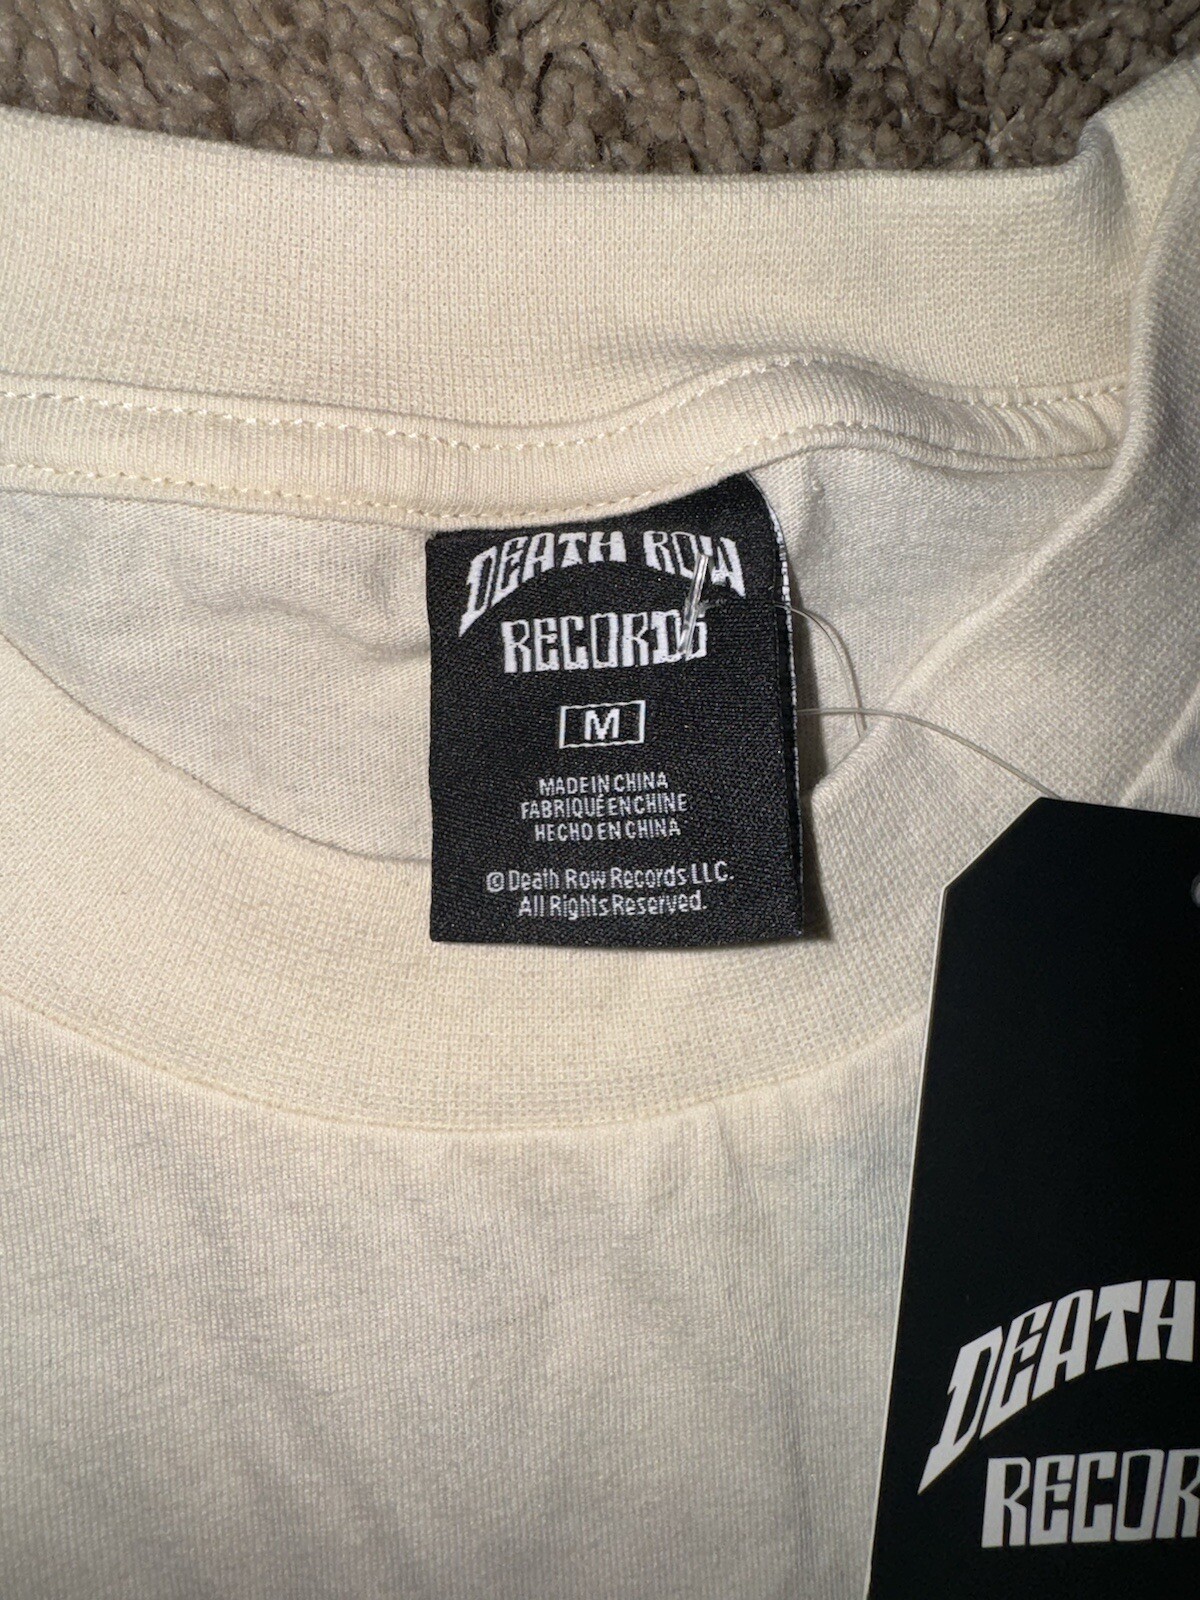 DEATH ROW
RECORDS
M
MADE IN CHINA
FABRIQUÉ EN CHINE
HECHO EN CHINA
© Death Row Records LLC.
All Rights Reserved.
DEATH
RECOR